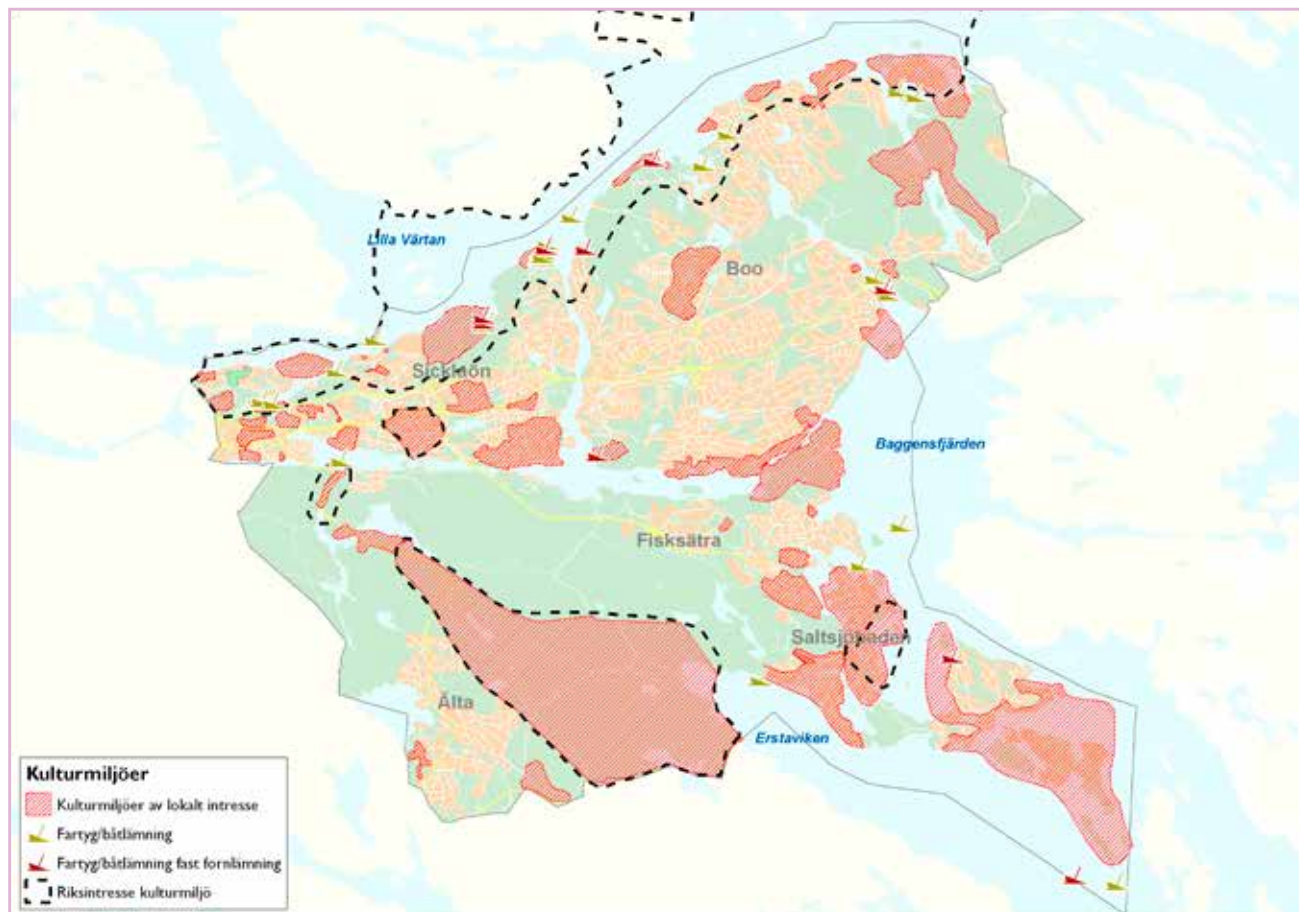 Lilla Värtan
Boo
Sicklaön
Baggensfjärden
Fisksätra
Saltsjöbaden
Älta
Erstaviken
Kulturmiljöer
Kulturmiljöer av lokalt intresse
Fartyg/båtlämning
Fartyg/båtlämning fast fornlämning
Riksintresse kulturmiljö